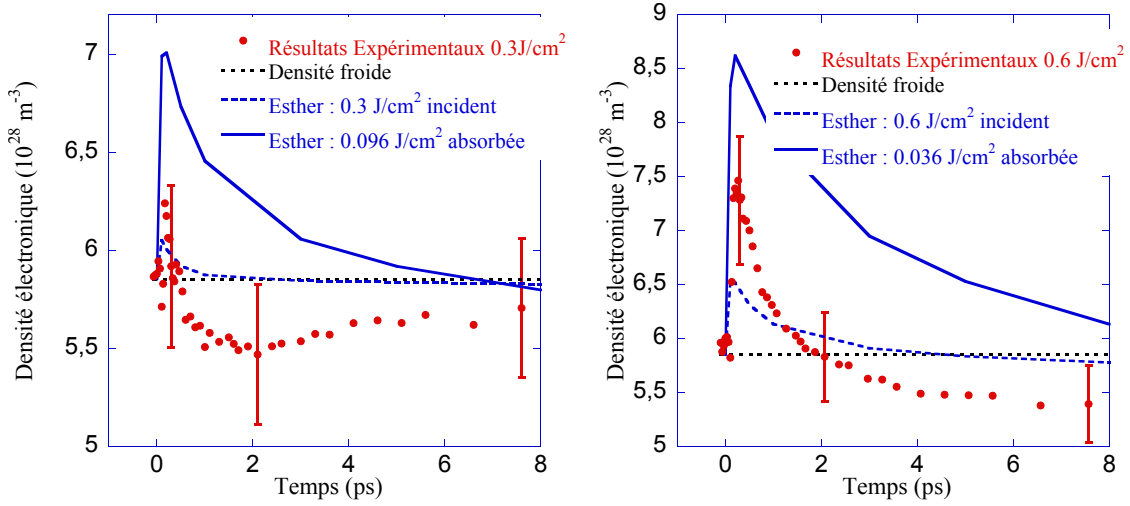 Densité électronique (10²⁸ m⁻³)
7
6,5
6
5,5
5
0
2
4
6
8
Temps (ps)
Résultats Expérimentaux 0.3J/cm²
Densité froide
Esther : 0.3 J/cm² incident
Esther : 0.096 J/cm² absorbée
Densité électronique (10²⁸ m⁻³)
9
8,5
8
7,5
7
6,5
6
5,5
5
0
2
4
6
8
Temps (ps)
Résultats Expérimentaux 0.6 J/cm²
Densité froide
Esther : 0.6 J/cm² incident
Esther : 0.036 J/cm² absorbée